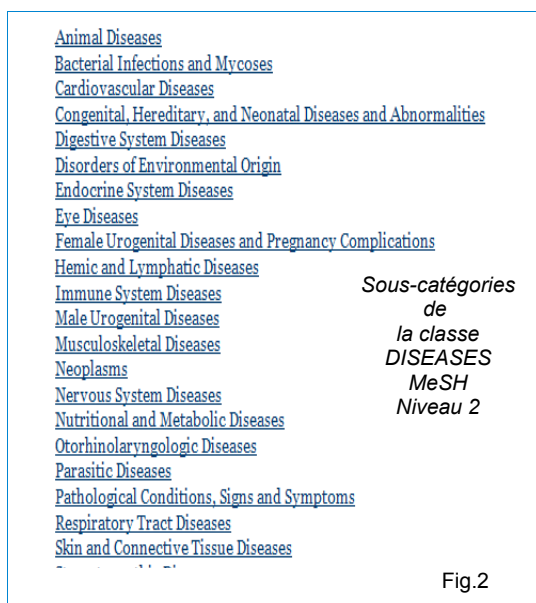 Animal Diseases
Bacterial Infections and Mycoses
Cardiovascular Diseases
Congenital, Hereditary, and Neonatal Diseases and Abnormalities
Digestive System Diseases
Disorders of Environmental Origin
Endocrine System Diseases
Eye Diseases
Female Urogenital Diseases and Pregnancy Complications
Hemic and Lymphatic Diseases
Immune System Diseases
Male Urogenital Diseases
Musculoskeletal Diseases
Neoplasms
Nervous System Diseases
Nutritional and Metabolic Diseases
Otorhinolaryngologic Diseases
Parasitic Diseases
Pathological Conditions, Signs and Symptoms
Respiratory Tract Diseases
Skin and Connective Tissue Diseases
Sous-catégories
de
la classe
DISEASES
MeSH
Niveau 2
Fig.2